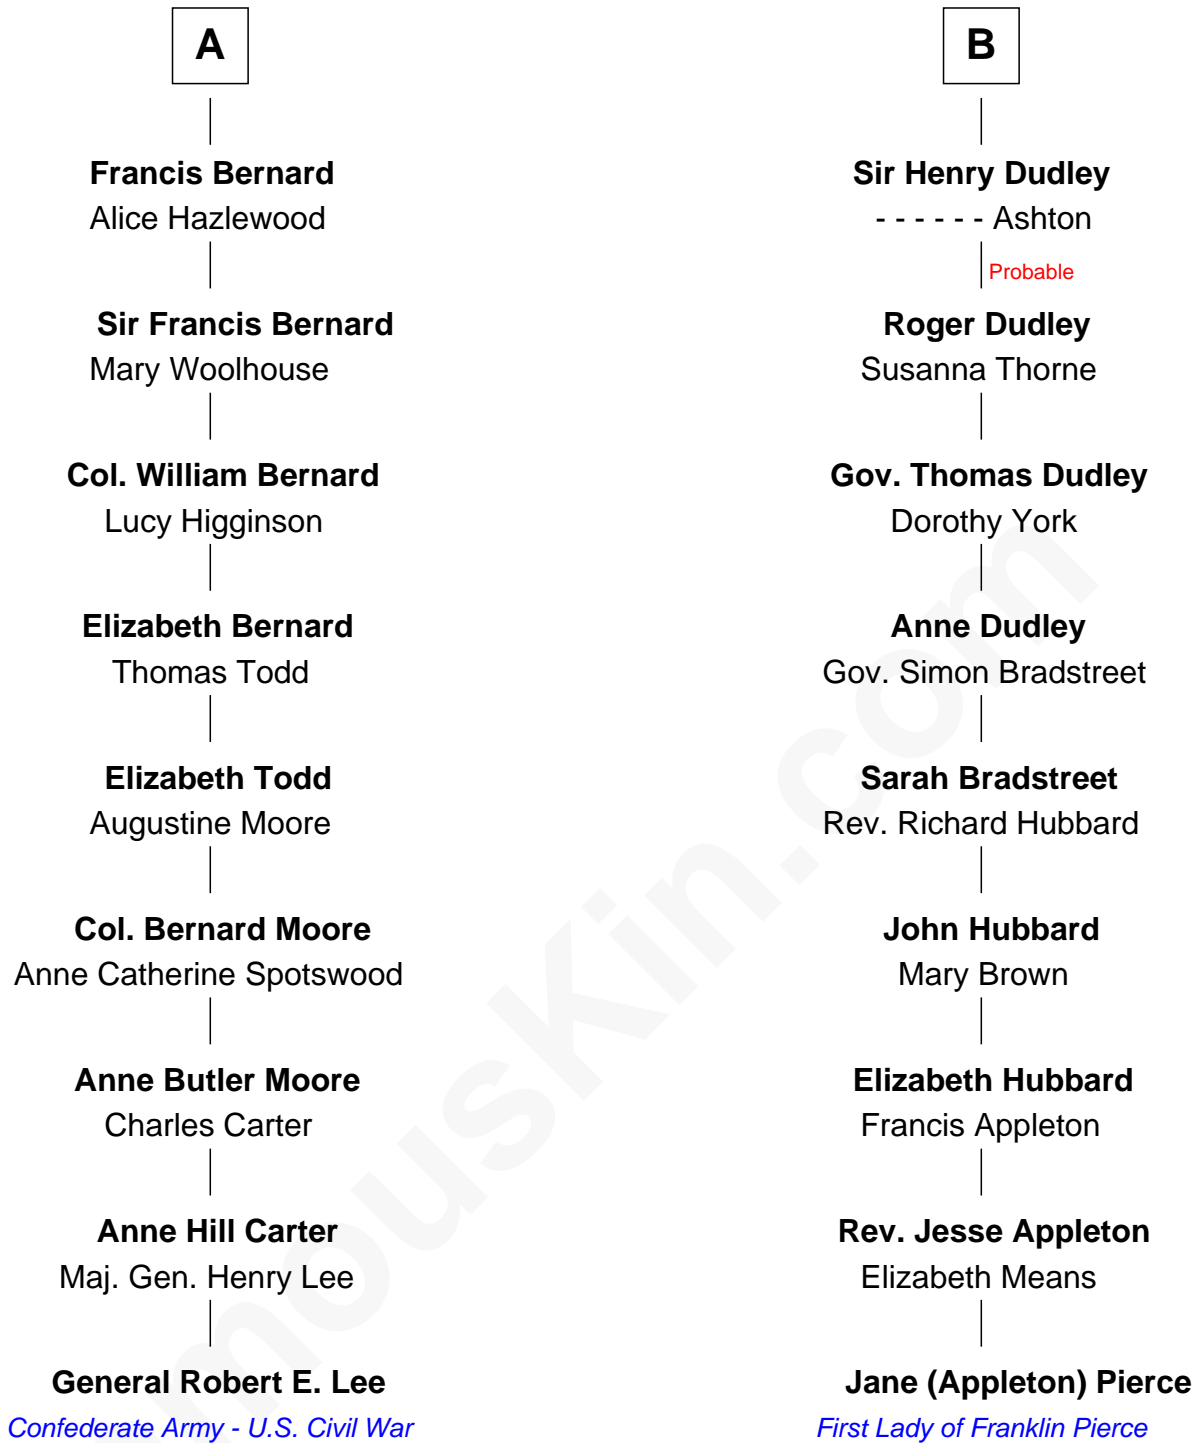 A
Francis Bernard
Alice Hazlewood
Sir Francis Bernard
Mary Woolhouse
Col. William Bernard
Lucy Higginson
Elizabeth Bernard
Thomas Todd
Elizabeth Todd
Augustine Moore
Col. Bernard Moore
Anne Catherine Spotswood
Anne Butler Moore
Charles Carter
Anne Hill Carter
Maj. Gen. Henry Lee
General Robert E. Lee
Confederate Army - U.S. Civil War
B
Sir Henry Dudley
- - - - - - Ashton
Probable
Roger Dudley
Susanna Thorne
Gov. Thomas Dudley
Dorothy York
Anne Dudley
Gov. Simon Bradstreet
Sarah Bradstreet
Rev. Richard Hubbard
John Hubbard
Mary Brown
Elizabeth Hubbard
Francis Appleton
Rev. Jesse Appleton
Elizabeth Means
Jane (Appleton) Pierce
First Lady of Franklin Pierce
mousKin.com